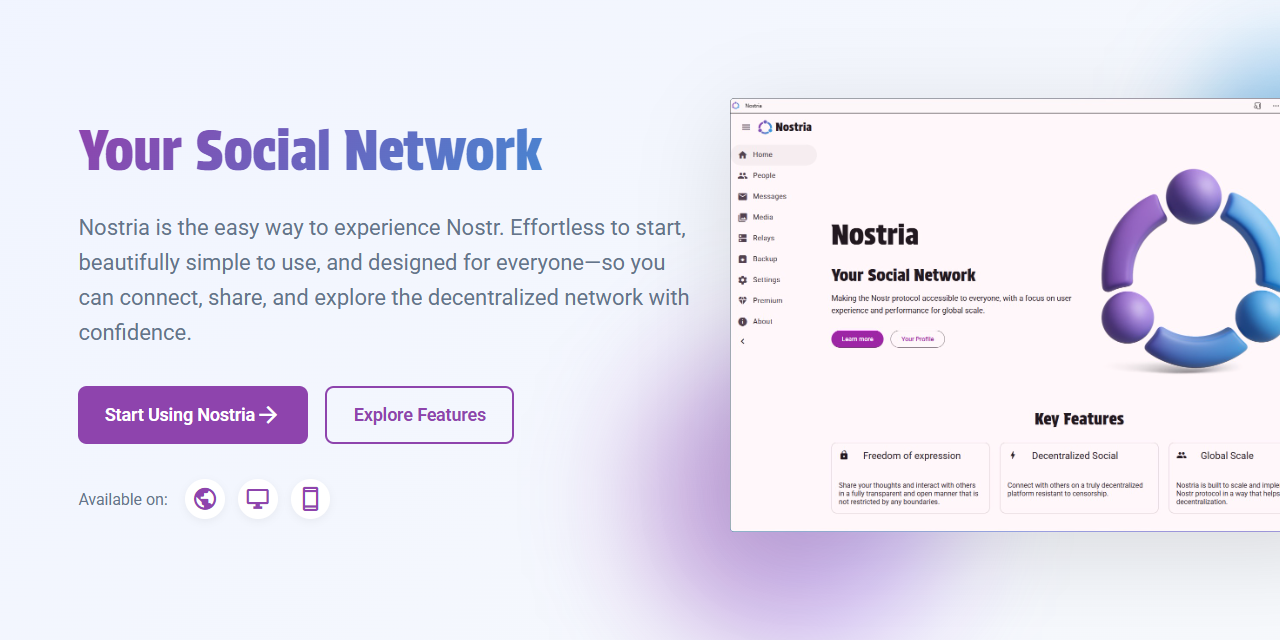 Your Social Network
Nostria is the easy way to experience Nostr. Effortless to start,
beautifully simple to use, and designed for everyone—so you
can connect, share, and explore the decentralized network with
confidence.
Start Using Nostria
Explore Features
Available on:
Nostria
Nostria
Home
People
Messages
Media
Relays
Backup
Settings
Premium
About
Nostria
Your Social Network
Making the Nostr protocol accessible to everyone, with a focus on user
experience and performance for global scale.
Learn more
Your Profile
Key Features
Freedom of expression
Share your thoughts and interact with others
in a fully transparent and open manner that is
not restricted by any boundaries.
Decentralized Social
Connect with others on a truly decentralized
platform resistant to censorship.
Global Scale
Nostria is built to scale and imple
Nostr protocol in a way that helps
decentralization.